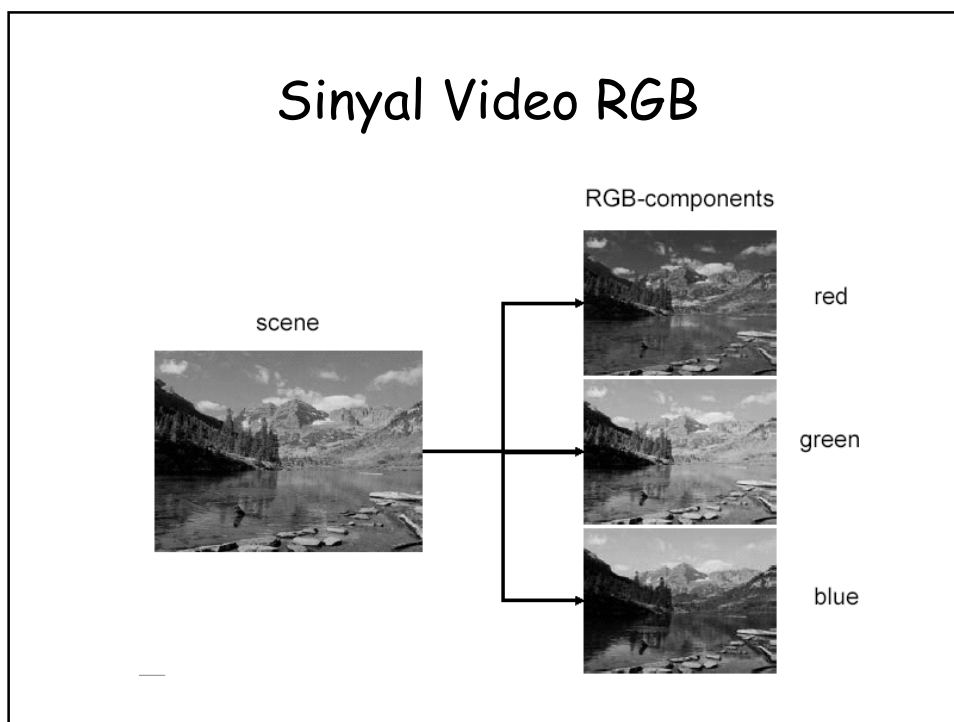 Sinyal Video RGB
RGB-components
red
scene
green
blue